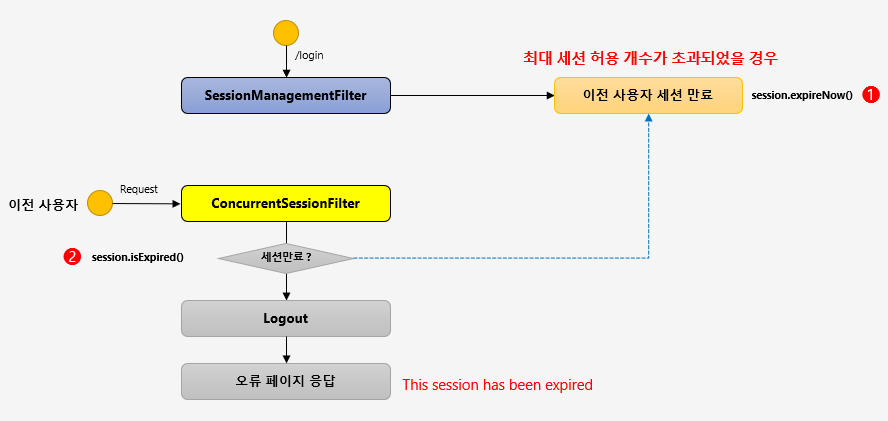 /login
최대 세션 허용 개수가 초과되었을 경우
SessionManagementFilter
이전 사용자 세션 만료
session.expireNow()
1
이전 사용자
Request
ConcurrentSessionFilter
2
session.isExpired()
세션만료 ?
Logout
오류 페이지 응답
This session has been expired